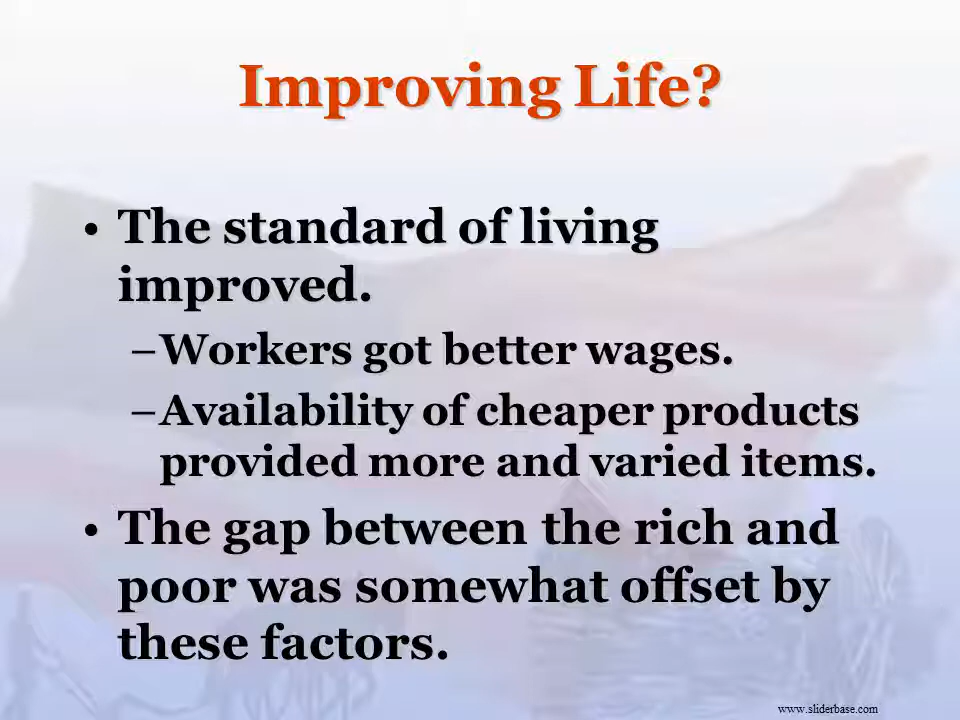 Improving Life?
• The standard of living
improved.
–Workers got better wages.
–Availability of cheaper products
provided more and varied items.
• The gap between the rich and
poor was somewhat offset by
these factors.
www.sliderbase.com